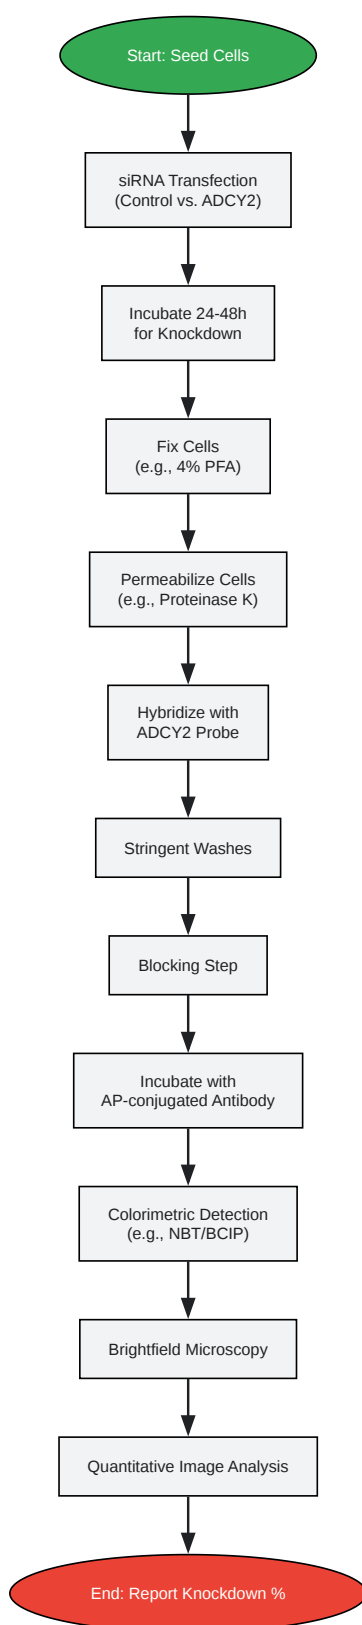 Start: Seed Cells
siRNA Transfection
(Control vs. ADCY2)
Incubate 24-48h
for Knockdown
Fix Cells
(e.g., 4% PFA)
Permeabilize Cells
(e.g., Proteinase K)
Hybridize with
ADCY2 Probe
Stringent Washes
Blocking Step
Incubate with
AP-conjugated Antibody
Colorimetric Detection
(e.g., NBT/BCIP)
Brightfield Microscopy
Quantitative Image Analysis
End: Report Knockdown %